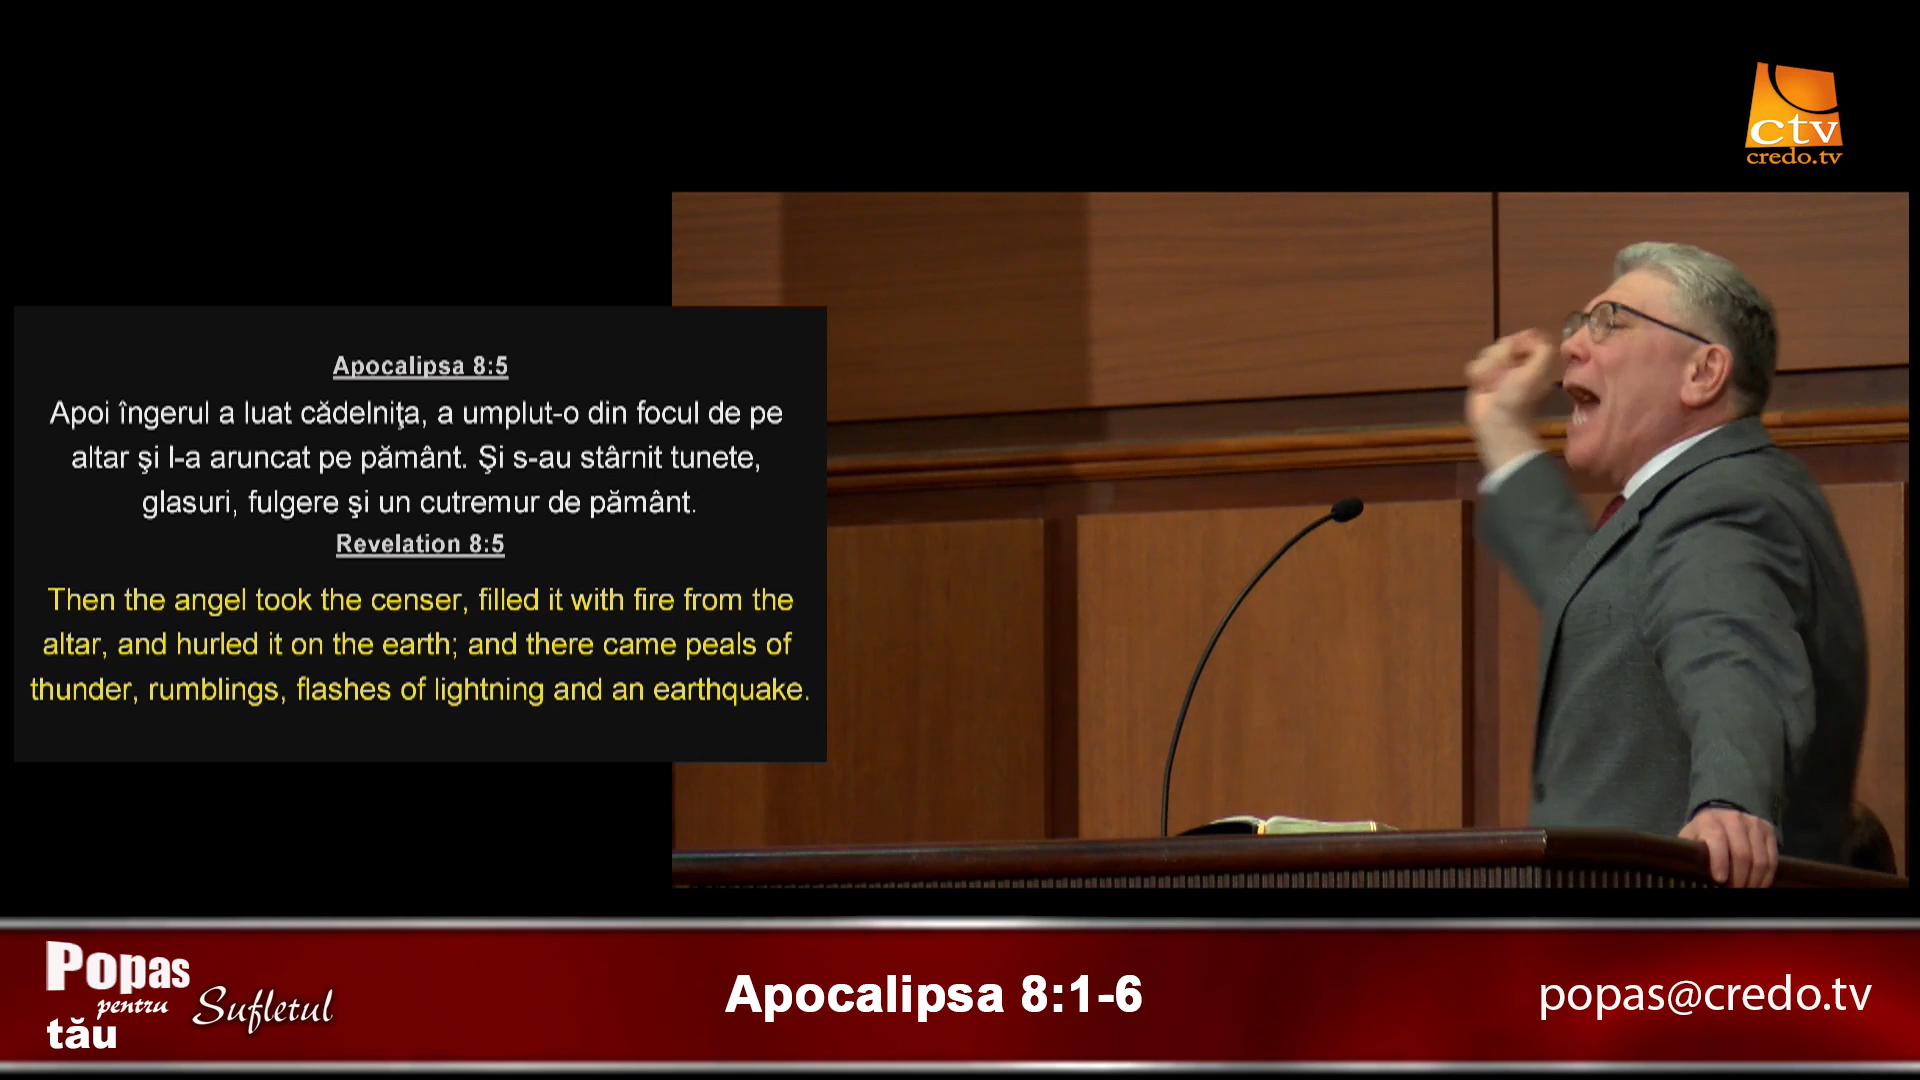 ctv
credo.tv
Apocalipsa 8:5
Apoi îngerul a luat cădelniţa, a umplut-o din focul de pe
altar şi l-a aruncat pe pământ. Şi s-au stârnit tunete,
glasuri, fulgere şi un cutremur de pământ.
Revelation 8:5
Then the angel took the censer, filled it with fire from the
altar, and hurled it on the earth; and there came peals of
thunder, rumblings, flashes of lightning and an earthquake.
Popas
pentru Sufletul
tău
Apocalipsa 8:1-6
popas@credo.tv